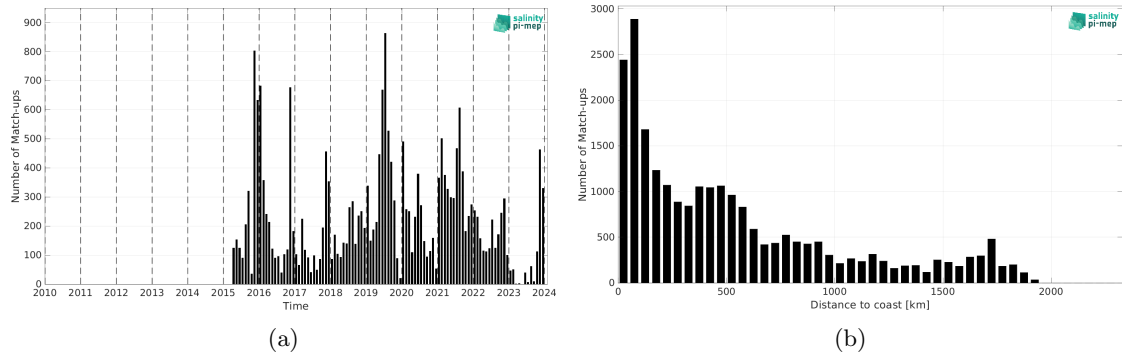 900
800
700
600
500
400
300
200
100
0
Number of Match-ups
2010 2011 2012 2013 2014 2015 2016 2017 2018 2019 2020 2021 2022 2023 2024
Time
salinity
pi-mep
(a)
3000
2500
2000
1500
1000
500
0
Number of Match-ups
0 500 1000 1500 2000
Distance to coast [km]
salinity
pi-mep
(b)